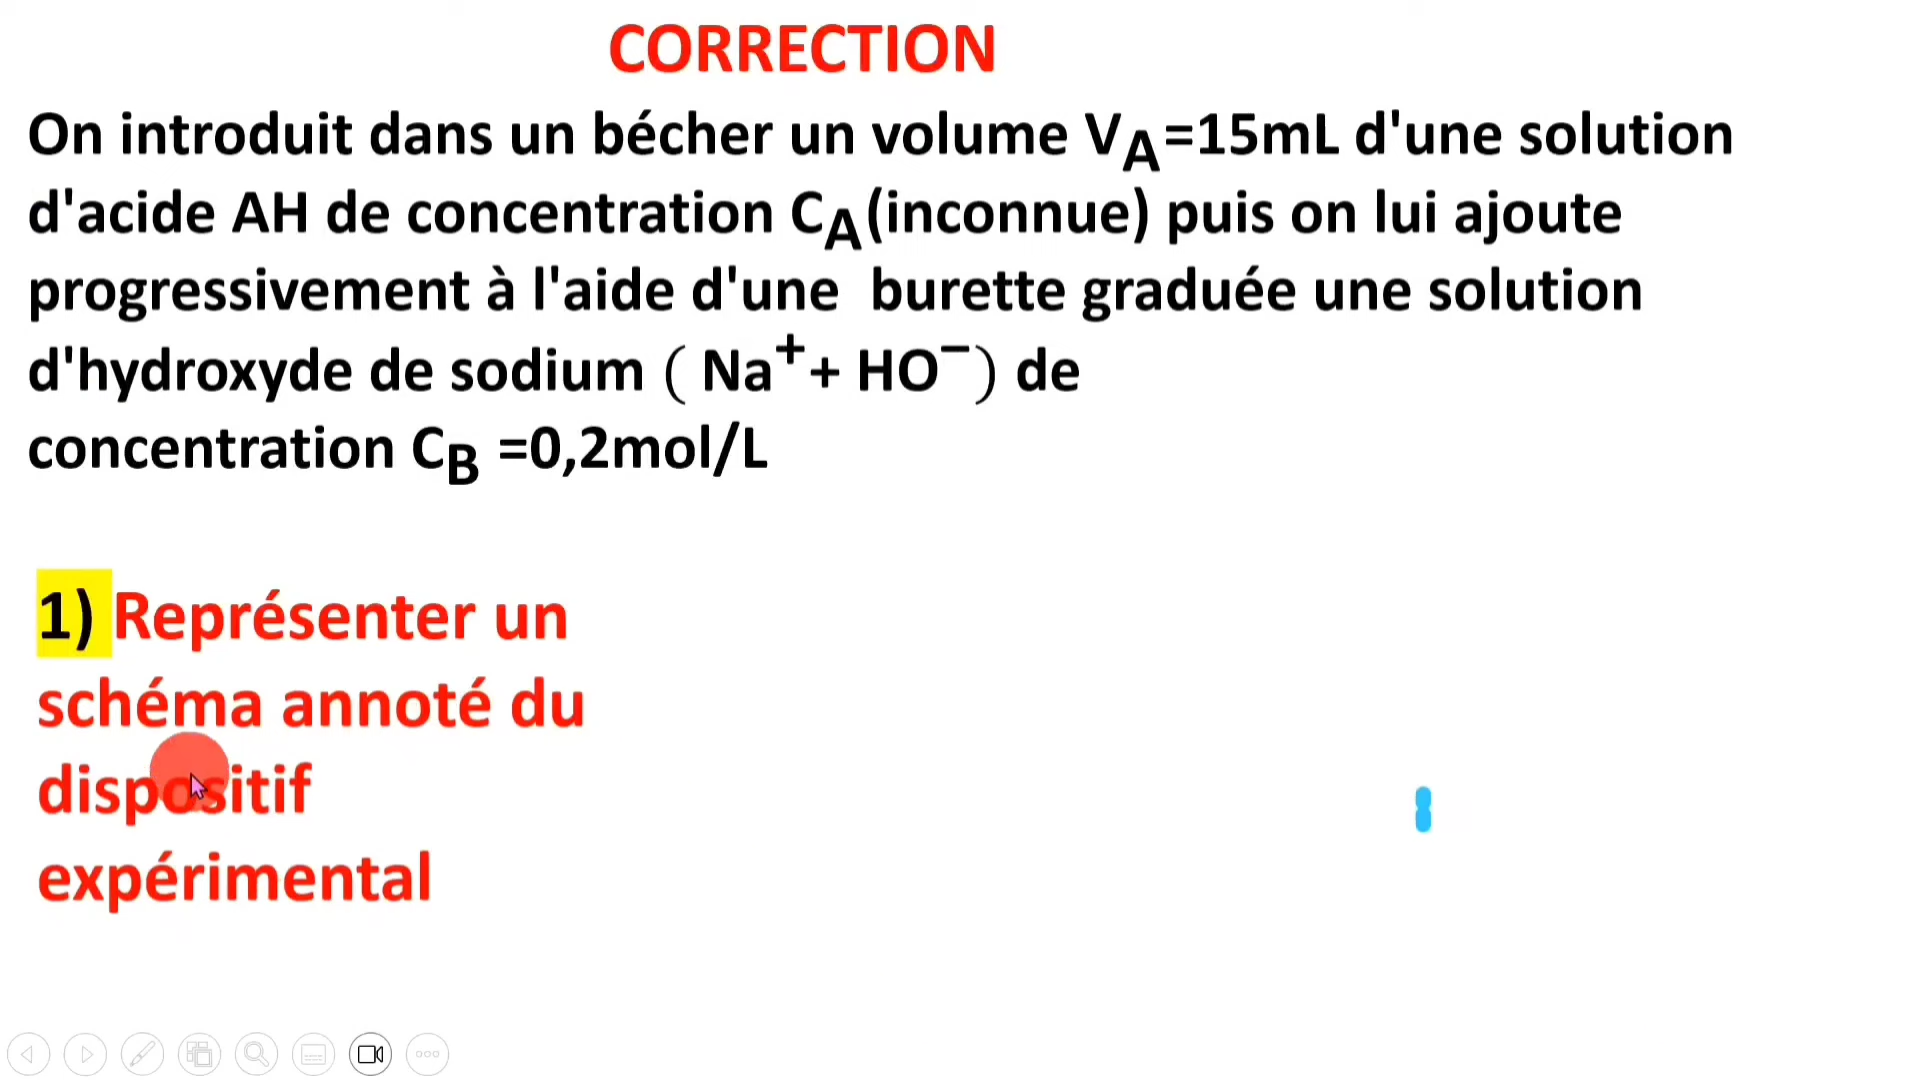 CORRECTION
On introduit dans un bécher un volume VA=15mL d'une solution
d'acide AH de concentration CA(inconnue) puis on lui ajoute
progressivement à l'aide d'une burette graduée une solution
d'hydroxyde de sodium ( Na⁺+ HO⁻) de
concentration CB =0,2mol/L
1) Représenter un
schéma annoté du
dispositif
expérimental